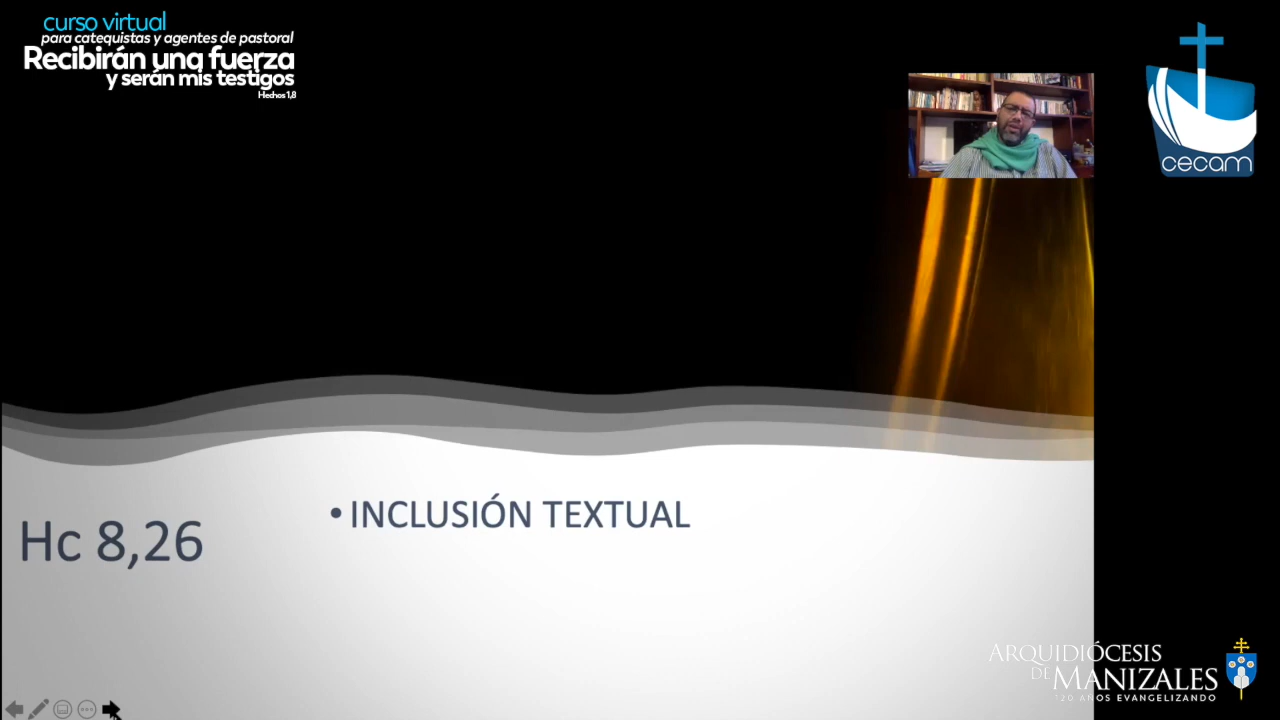 curso virtual
para catequistas y agentes de pastoral
Recibirán una fuerza
y serán mis testigos
Hechos 1,8
cecam
Hc 8,26
• INCLUSIÓN TEXTUAL
ARQUIDIÓCESIS
DE MANIZALES
120 AÑOS EVANGELIZANDO